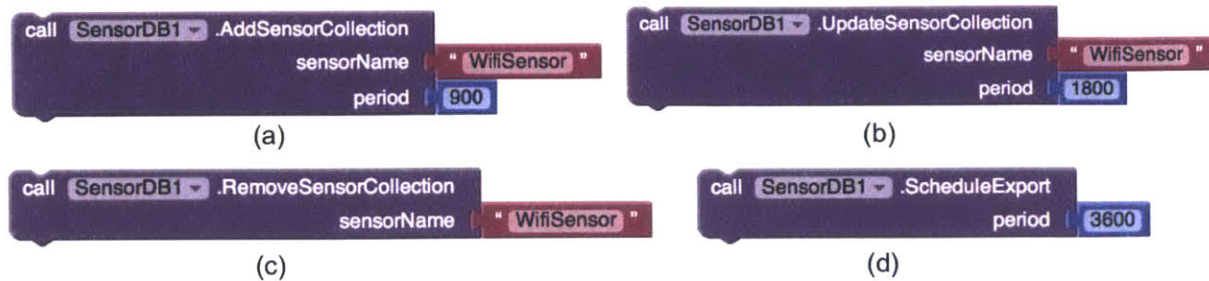 call SensorDB1 .AddSensorCollection
sensorName " WifiSensor "
period 900
(a)
call SensorDB1 .UpdateSensorCollection
sensorName " WifiSensor "
period 1800
(b)
call SensorDB1 .RemoveSensorCollection
sensorName " WifiSensor "
(c)
call SensorDB1 .ScheduleExport
period 3600
(d)